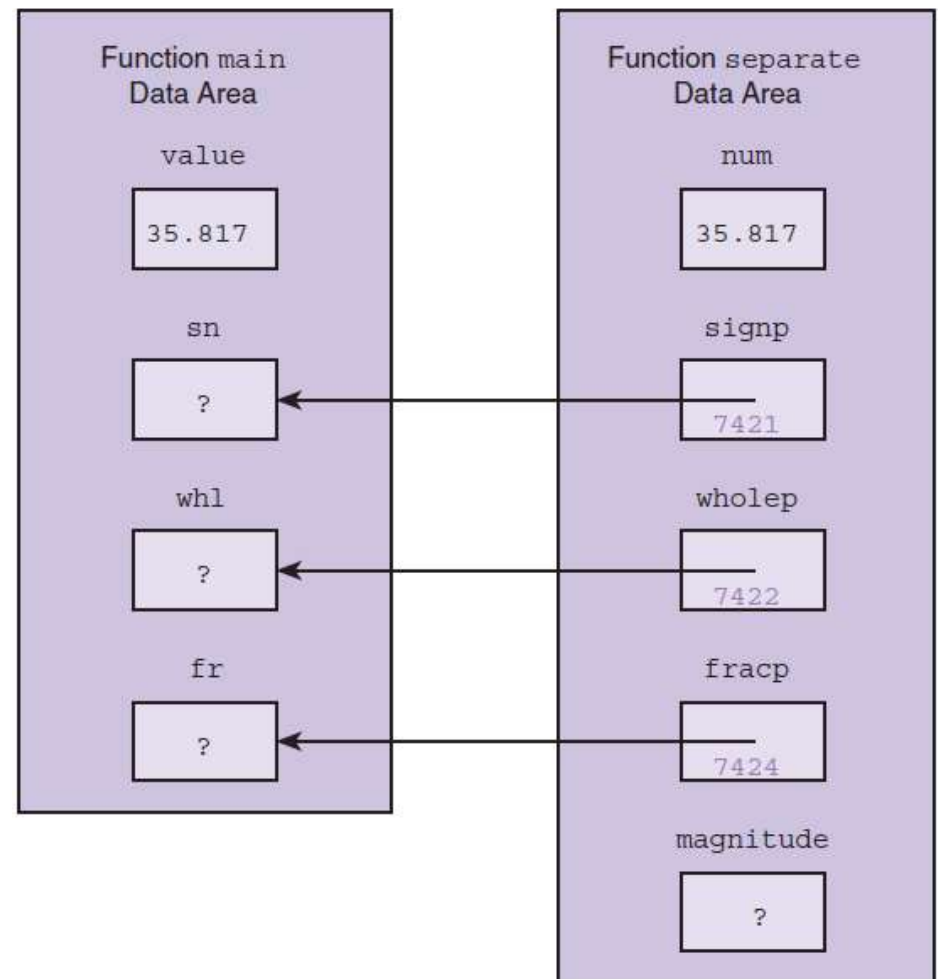 Function main
Data Area
value
35.817
sn
?
whl
?
fr
?
Function separate
Data Area
num
35.817
signp
7421
wholep
7422
fracp
7424
magnitude
?